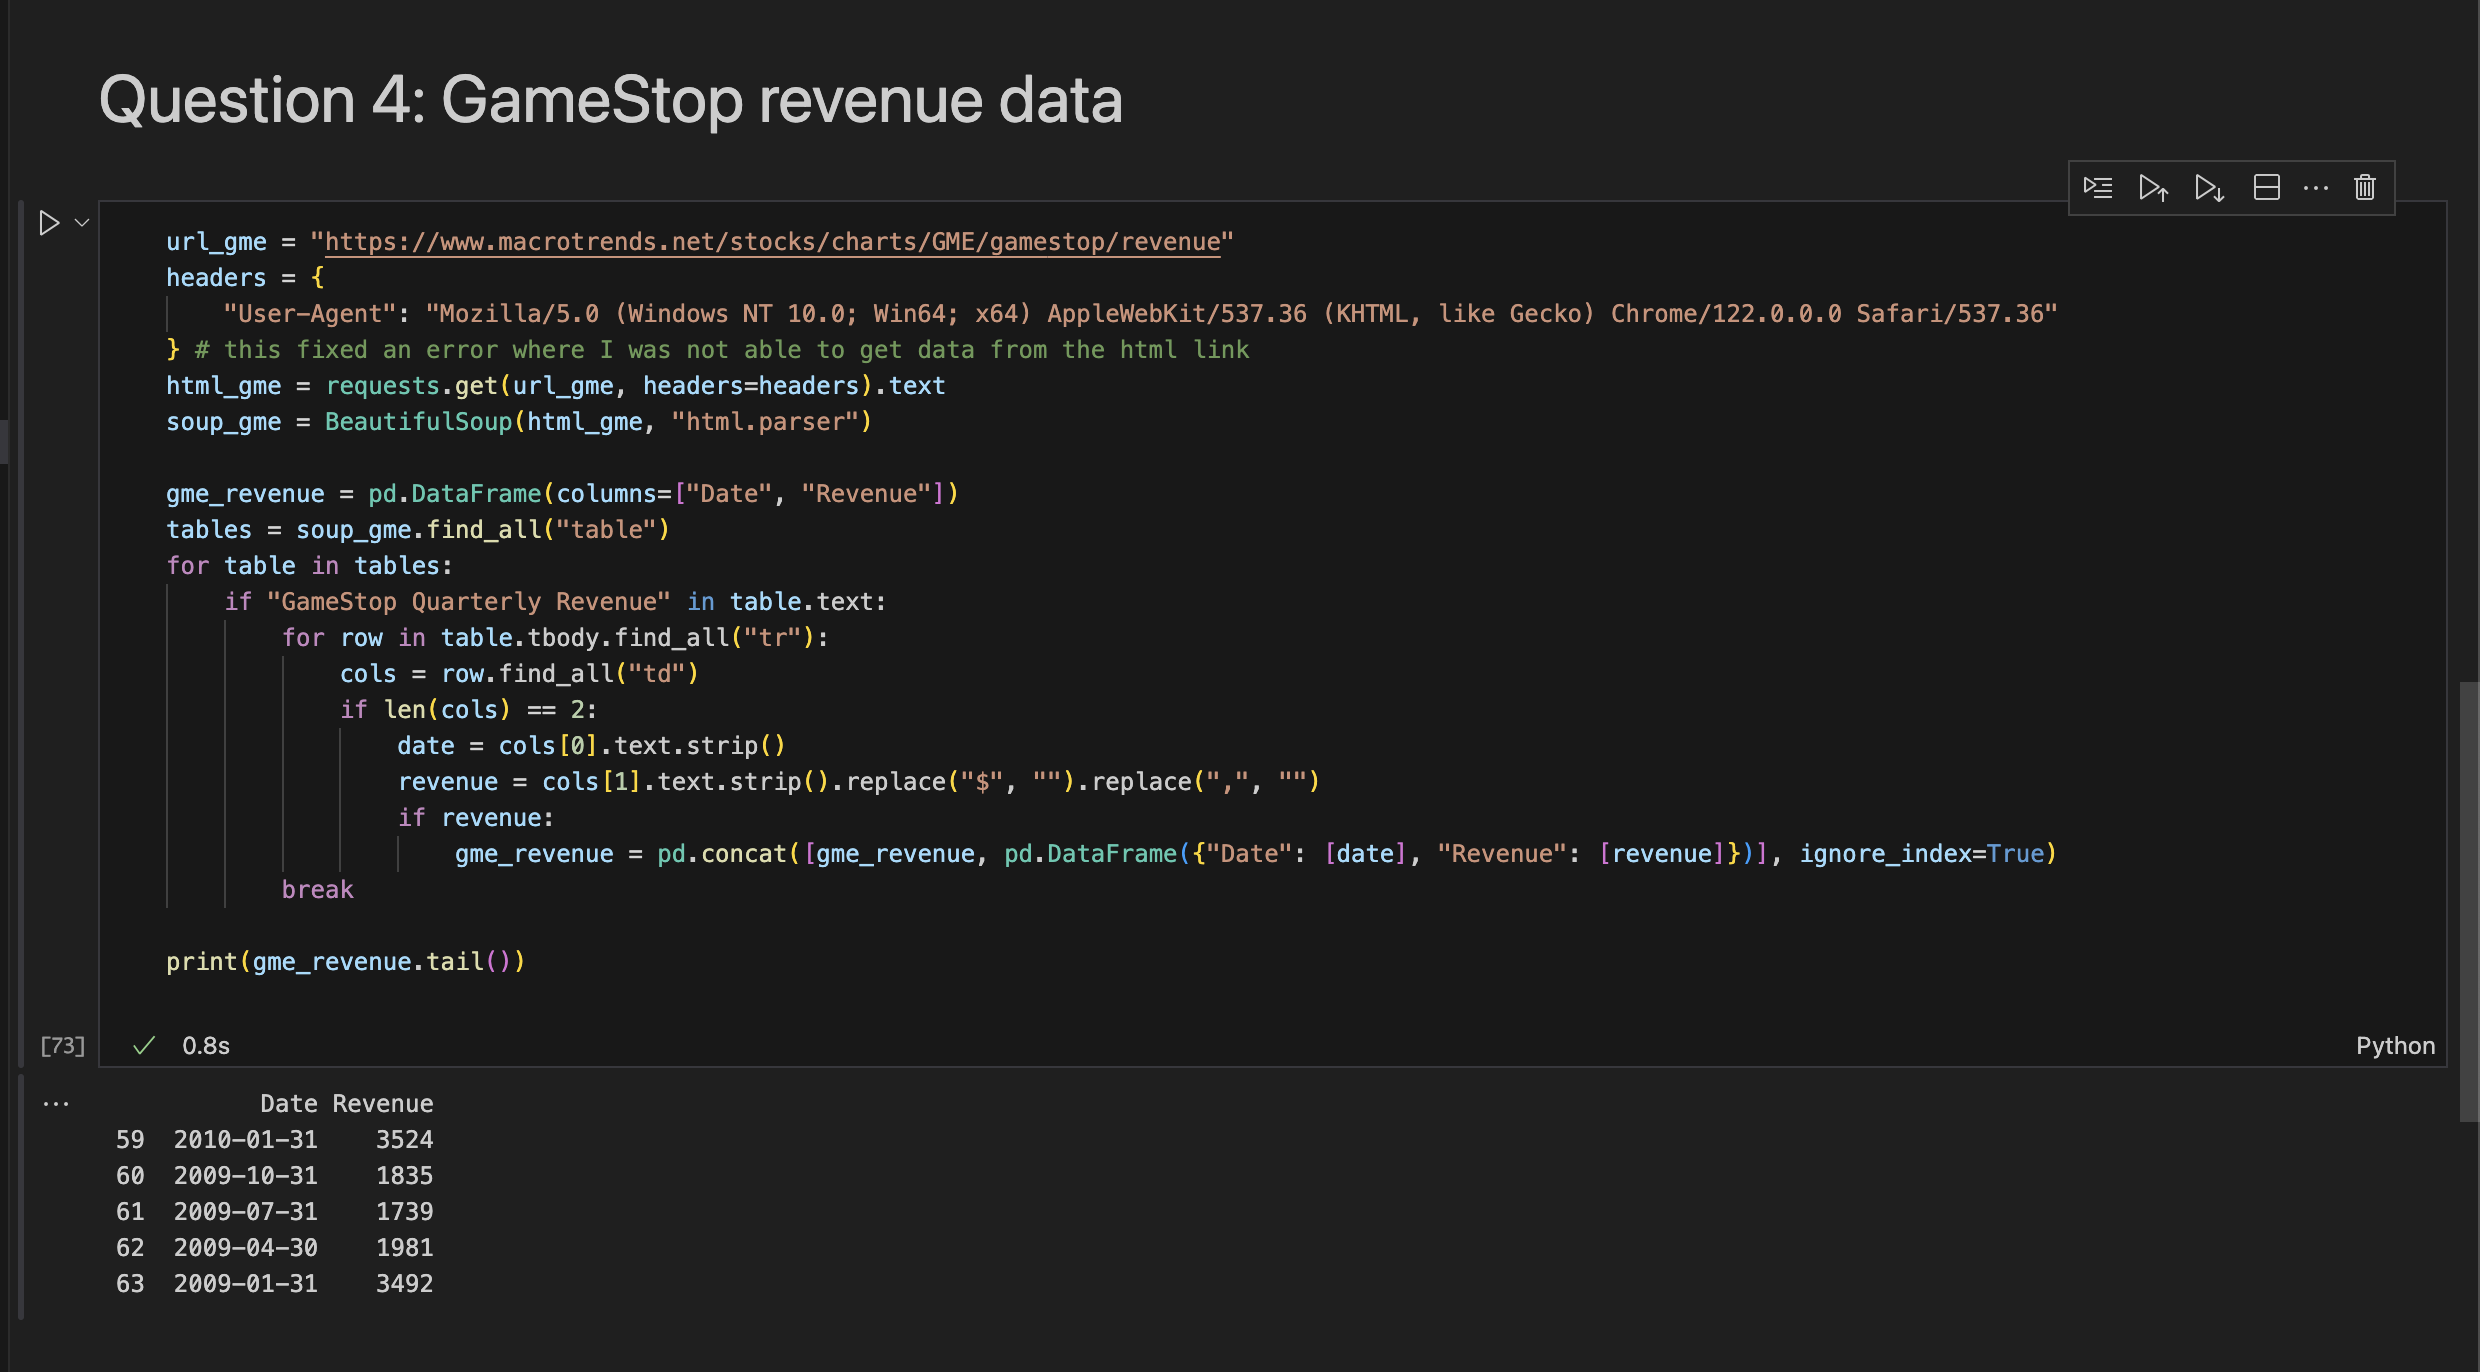 Question 4: GameStop revenue data
url_gme = "https://www.macrotrends.net/stocks/charts/GME/gamestop/revenue"
headers = {
    "User-Agent": "Mozilla/5.0 (Windows NT 10.0; Win64; x64) AppleWebKit/537.36 (KHTML, like Gecko) Chrome/122.0.0.0 Safari/537.36"
} # this fixed an error where I was not able to get data from the html link
html_gme = requests.get(url_gme, headers=headers).text
soup_gme = BeautifulSoup(html_gme, "html.parser")
gme_revenue = pd.DataFrame(columns=["Date", "Revenue"])
tables = soup_gme.find_all("table")
for table in tables:
    if "GameStop Quarterly Revenue" in table.text:
        for row in table.tbody.find_all("tr"):
            cols = row.find_all("td")
            if len(cols) == 2:
                date = cols[0].text.strip()
                revenue = cols[1].text.strip().replace("$", "").replace(",", "")
                if revenue:
                    gme_revenue = pd.concat([gme_revenue, pd.DataFrame({"Date": [date], "Revenue": [revenue]})], ignore_index=True)
        break
print(gme_revenue.tail())
[73] 0.8s Python
Date Revenue
59 2010-01-31 3524
60 2009-10-31 1835
61 2009-07-31 1739
62 2009-04-30 1981
63 2009-01-31 3492